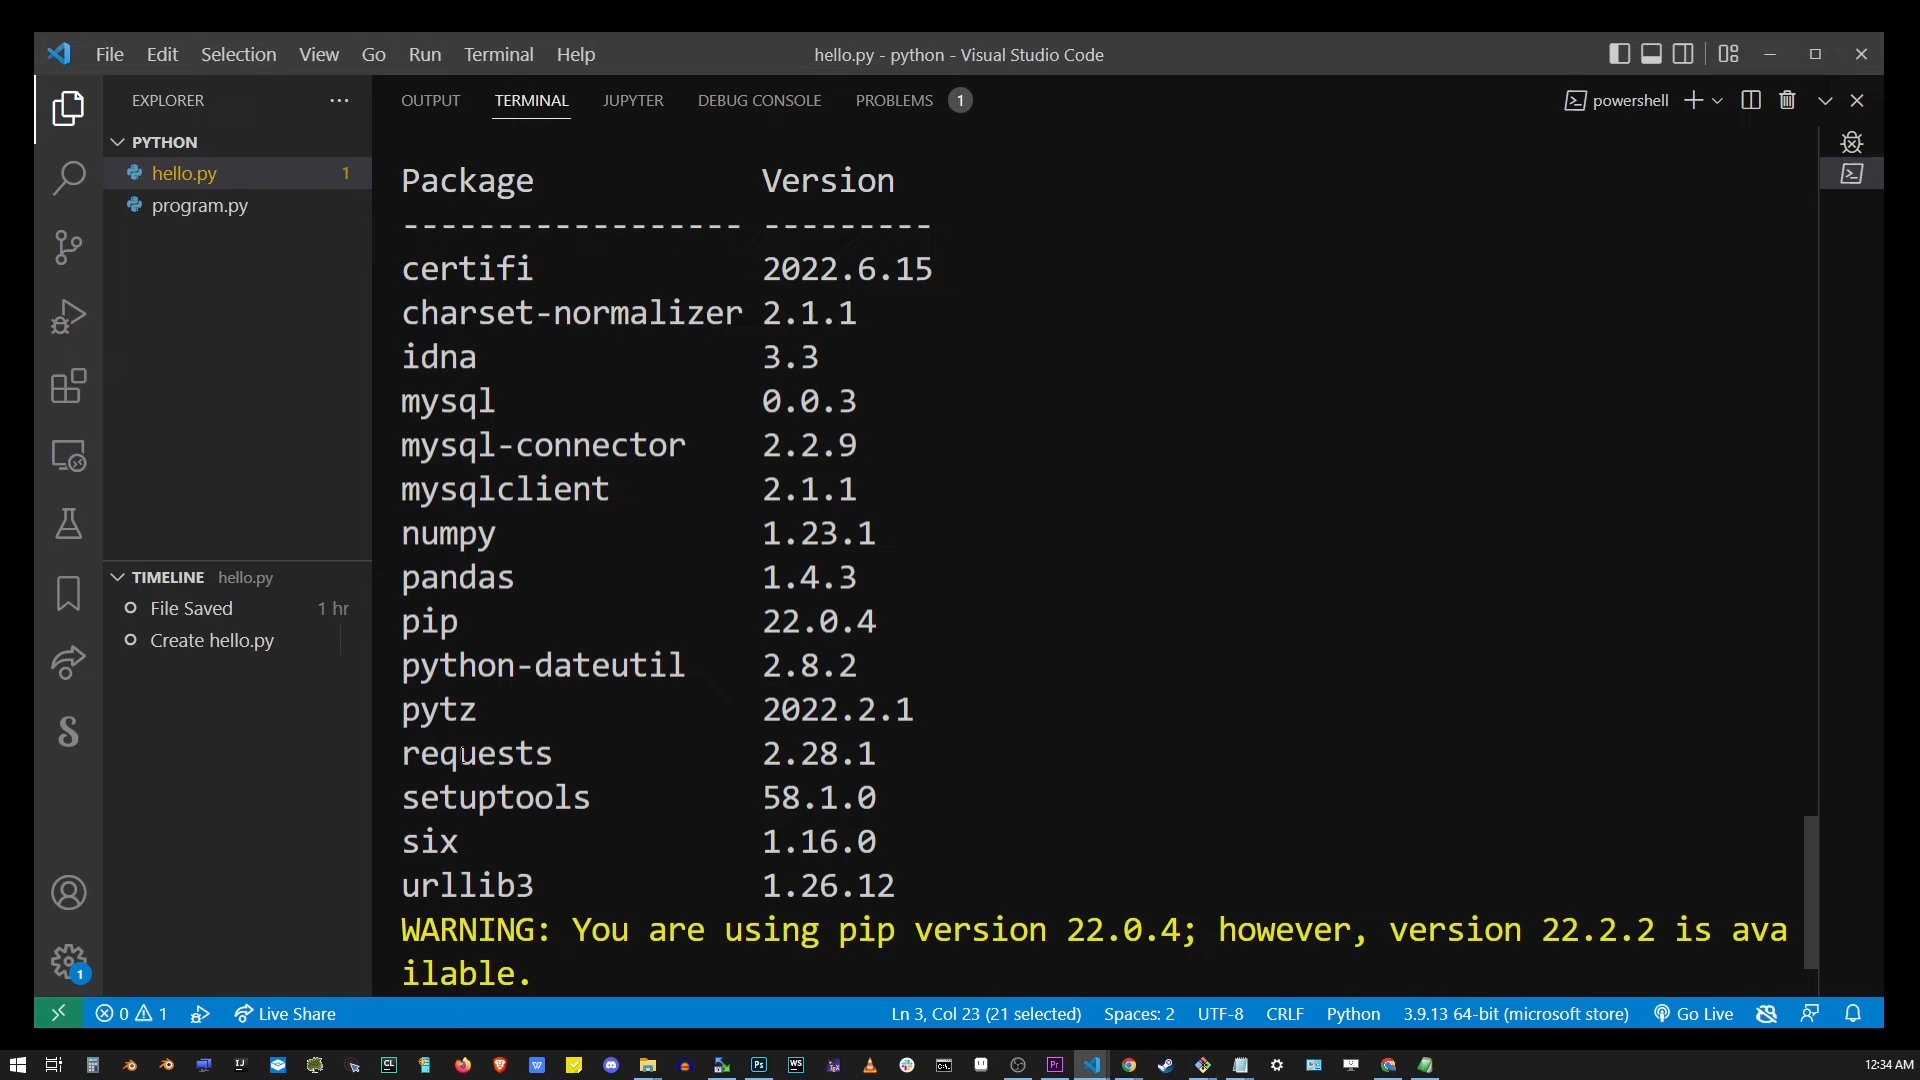 File Edit Selection View Go Run Terminal Help
hello.py - python - Visual Studio Code
EXPLORER
PYTHON
hello.py 1
program.py
TIMELINE hello.py
File Saved 1 hr
Create hello.py
OUTPUT TERMINAL JUPYTER DEBUG CONSOLE PROBLEMS 1
powershell
Package Version
------------------ ---------
certifi 2022.6.15
charset-normalizer 2.1.1
idna 3.3
mysql 0.0.3
mysql-connector 2.2.9
mysqlclient 2.1.1
numpy 1.23.1
pandas 1.4.3
pip 22.0.4
python-dateutil 2.8.2
pytz 2022.2.1
requests 2.28.1
setuptools 58.1.0
six 1.16.0
urllib3 1.26.12
WARNING: You are using pip version 22.0.4; however, version 22.2.2 is ava
ilable.
1
0 1 Live Share
Ln 3, Col 23 (21 selected) Spaces: 2 UTF-8 CRLF Python 3.9.13 64-bit (microsoft store) Go Live
12:34 AM